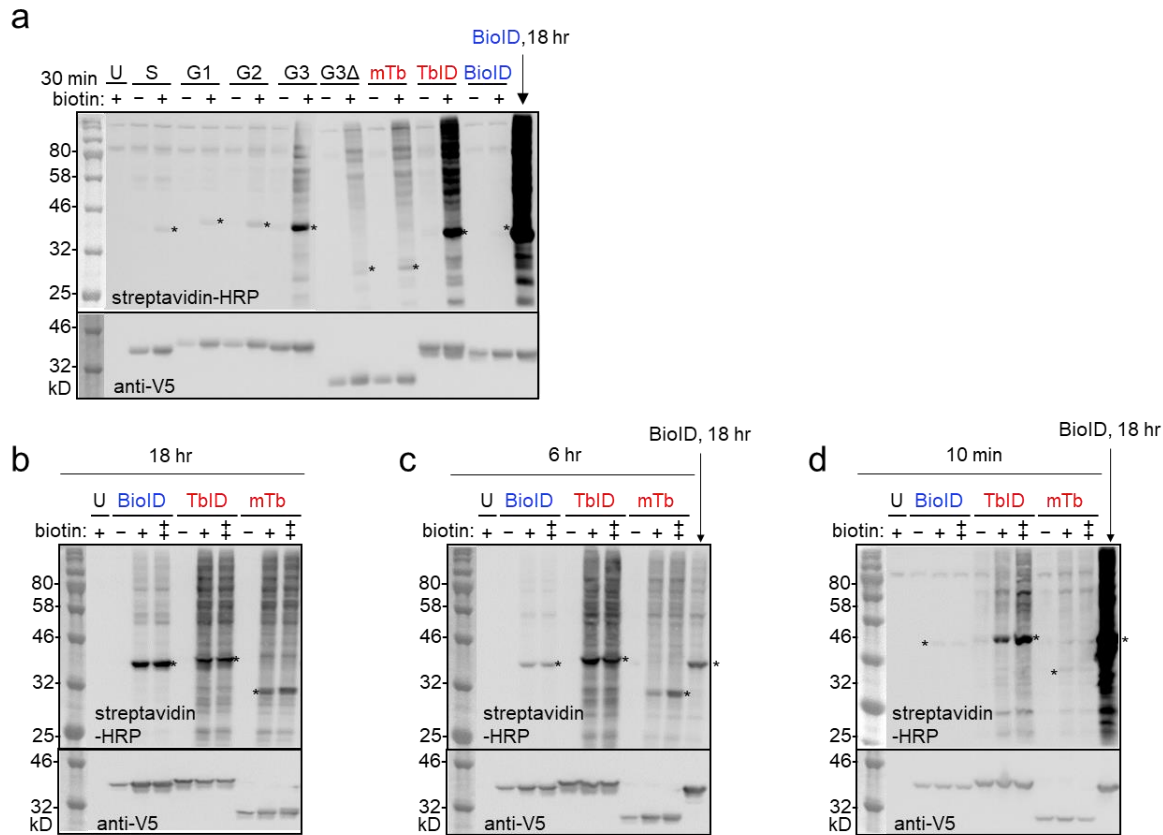 a
BioID, 18 hr
30 min U S G1 G2 G3 G3Δ mTb TbID BioID
biotin: + − + − + − + − + − + − + − + − +
80-
58-
46-
32-
25-
* * * * * * * *
streptavidin-HRP
46-
32-
kD
anti-V5
b
18 hr
U BioID TbID mTb
biotin: + − + ‡ − + ‡ − + ‡
80-
58-
46-
32-
25-
* * *
streptavidin
-HRP
46-
32-
kD
anti-V5
c
BioID, 18 hr
6 hr
U BioID TbID mTb
biotin: + − + ‡ − + ‡ − + ‡
80-
58-
46-
32-
25-
* * *
streptavidin
-HRP
46-
32-
kD
anti-V5
d
BioID, 18 hr
10 min
U BioID TbID mTb
biotin: + − + ‡ − + ‡ − + ‡
80-
58-
46-
32-
25-
* * * *
streptavidin
-HRP
46-
32-
kD
anti-V5